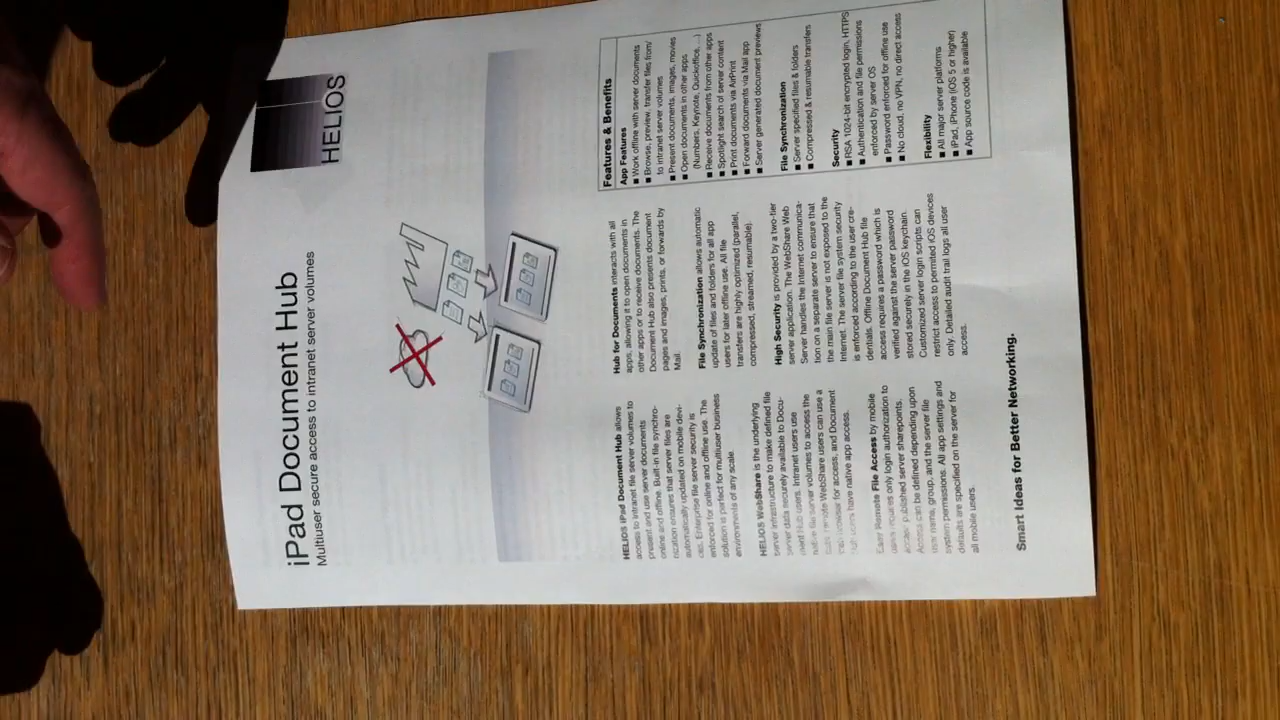 iPad Document Hub
Multiuser secure access to intranet server volumes
HELIOS
HELIOS iPad Document Hub allows
access to intranet file server volumes to
present and use server documents
online and offline. Built-in file synchro-
nization ensures that server files are
automatically updated on mobile devi-
ces. Enterprise file server security is
enforced for online and offline use. The
solution is perfect for multiuser business
environments of any scale.
HELIOS WebShare is the underlying
server infrastructure to make defined file
server data securely available to Docu-
ment Hub users. Intranet users use
native file server volumes to access the
remote WebShare users can use a
browser for access, and Document
Hub users have native app access.
Easy Remote File Access by mobile
users requires only login authorization to
access published server sharepoints.
Access can be defined depending upon
user name, group, and the server file
system permissions. All app settings and
defaults are specified on the server for
all mobile users.
Hub for Documents interacts with all
apps, allowing it to open documents in
other apps or to receive documents. The
Document Hub also presents document
pages and images, prints, or forwards by
Mail.
File Synchronization allows automatic
update of files and folders for all app
users for later offline use. All file
transfers are highly optimized (parallel,
compressed, streamed, resumable).
High Security is provided by a two-tier
server application. The WebShare Web
Server handles the Internet communica-
tion on a separate server to ensure that
the main file server is not exposed to the
Internet. The server file system security
is enforced according to the user cre-
dentials. Offline Document Hub file
access requires a password which is
verified against the server password
stored securely in the iOS keychain.
Customized server login scripts can
restrict access to permitted iOS devices
only. Detailed audit trail logs all user
access.
Features & Benefits
App Features
■ Work offline with server documents
■ Browse, preview, transfer files from/
to intranet server volumes
■ Present documents, images, movies
■ Open documents in other apps
(Numbers, Keynote, Quickoffice, ...)
■ Receive documents from other apps
■ Spotlight search of server content
■ Print documents via AirPrint
■ Forward documents via Mail app
■ Server generated document previews
File Synchronization
■ Server specified files & folders
■ Compressed & resumable transfers
Security
■ RSA 1024-bit encrypted login, HTTPS
■ Authentication and file permissions
enforced by server OS
■ Password enforced for offline use
■ No cloud, no VPN, no direct access
Flexibility
■ All major server platforms
■ iPad, iPhone (iOS 5 or higher)
■ App source code is available
Smart Ideas for Better Networking.